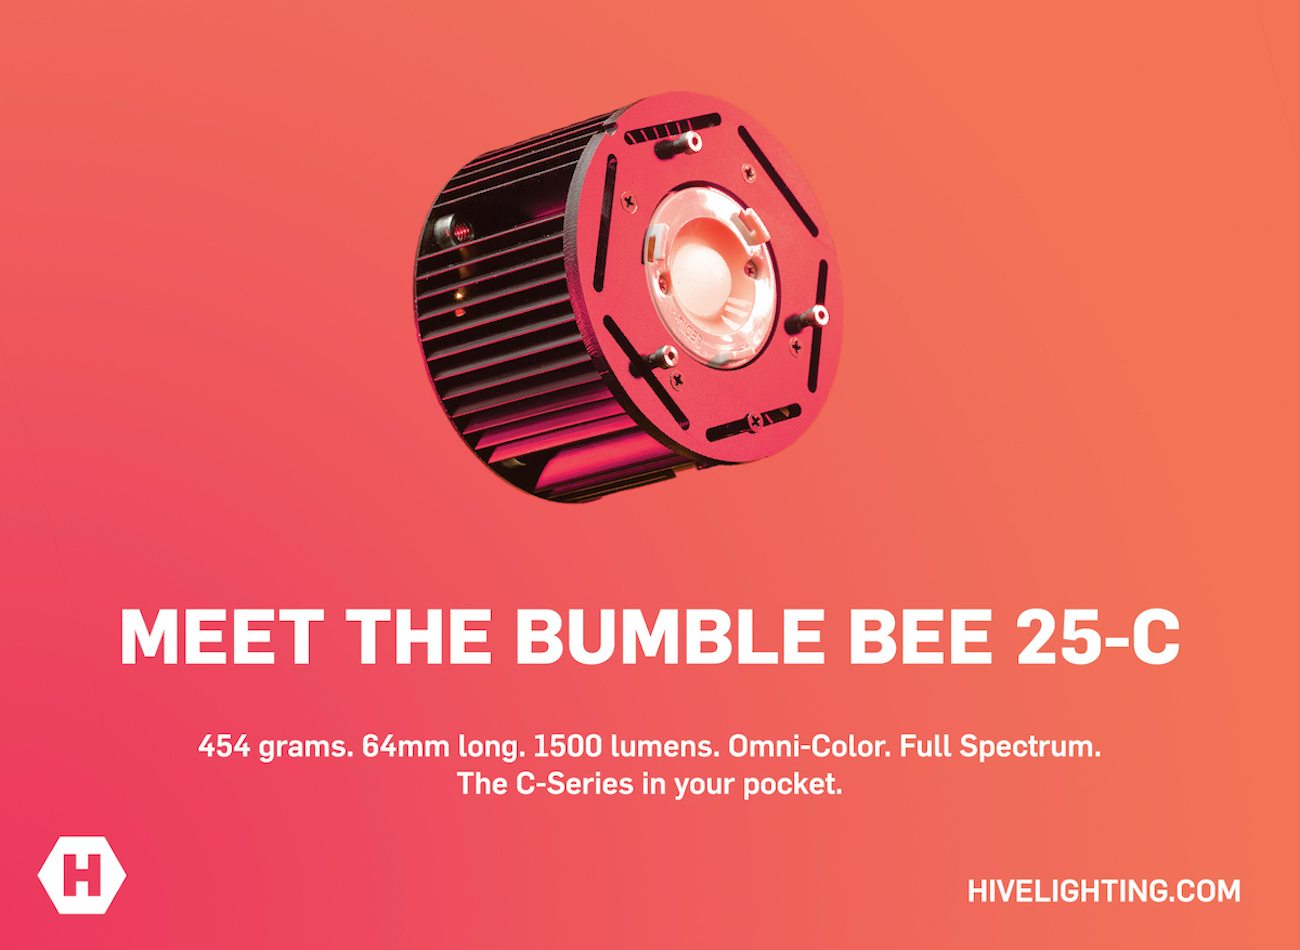 MEET THE BUMBLE BEE 25-C
454 grams. 64mm long. 1500 lumens. Omni-Color. Full Spectrum.
The C-Series in your pocket.
H
HIVELIGHTING.COM